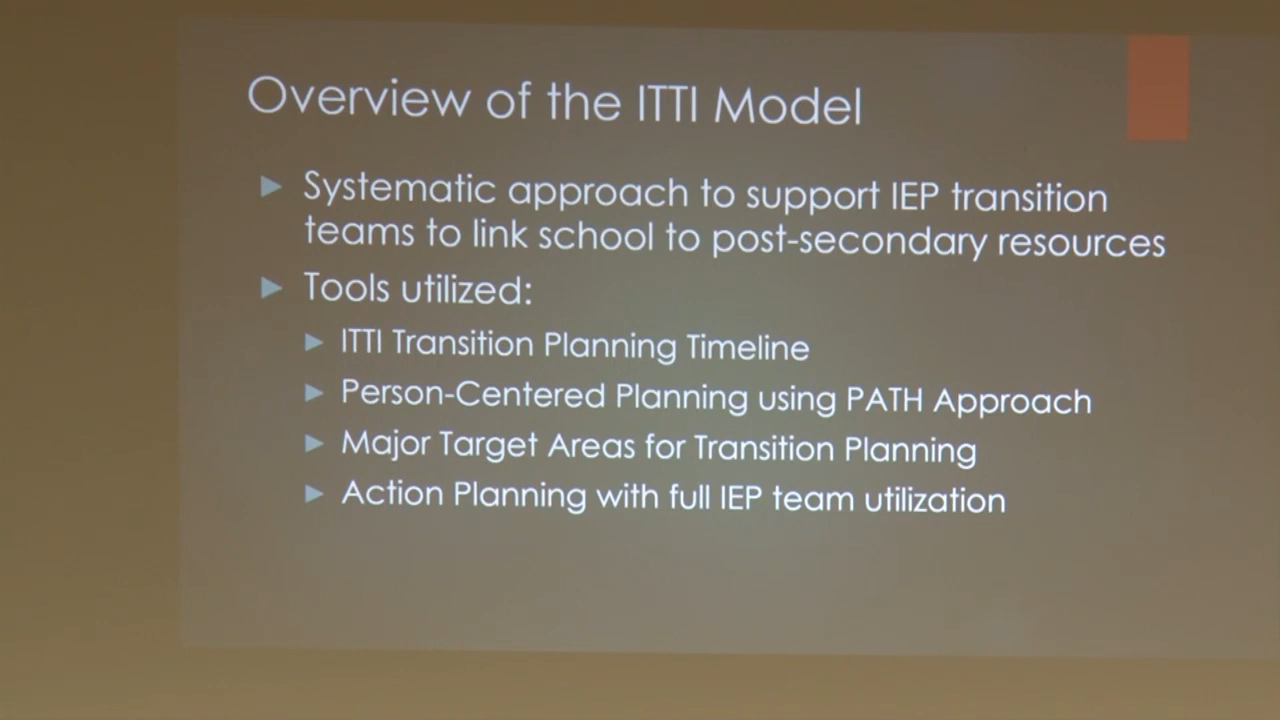 Overview of the ITTI Model
Systematic approach to support IEP transition
teams to link school to post-secondary resources
Tools utilized:
ITTI Transition Planning Timeline
Person-Centered Planning using PATH Approach
Major Target Areas for Transition Planning
Action Planning with full IEP team utilization